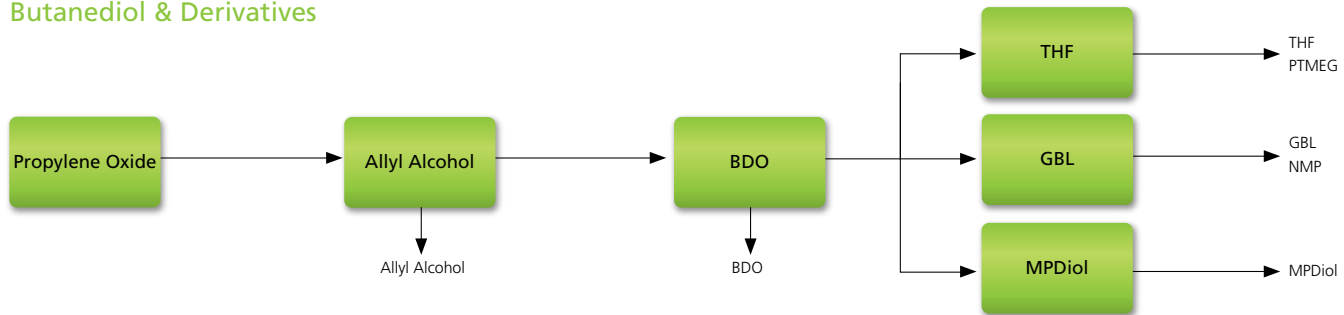 Butanediol & Derivatives
Propylene Oxide
Allyl Alcohol
Allyl Alcohol
BDO
BDO
THF
THF
PTMEG
GBL
GBL
NMP
MPDiol
MPDiol